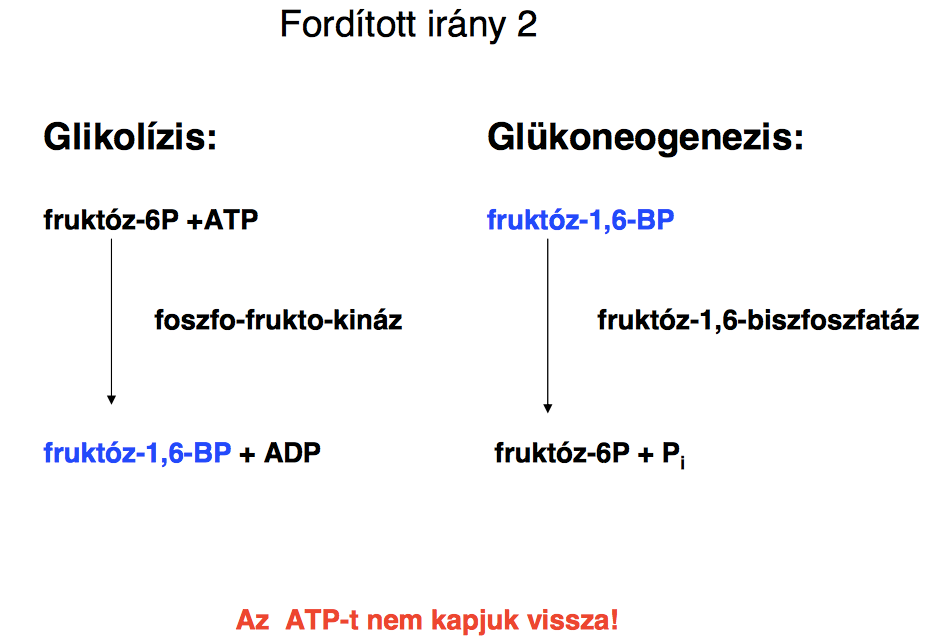 Fordított irány 2
Glikolízis:
Glükoneogenezis:
fruktóz-6P +ATP
fruktóz-1,6-BP
foszfo-frukto-kináz
fruktóz-1,6-biszfoszfatáz
fruktóz-1,6-BP + ADP
fruktóz-6P + Pi
Az ATP-t nem kapjuk vissza!